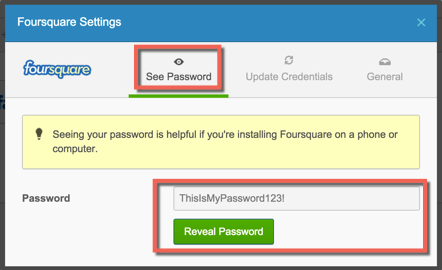 Foursquare Settings
foursquare
See Password
Update Credentials
General
Seeing your password is helpful if you're installing Foursquare on a phone or
computer.
Password
ThisIsMyPassword123!
Reveal Password